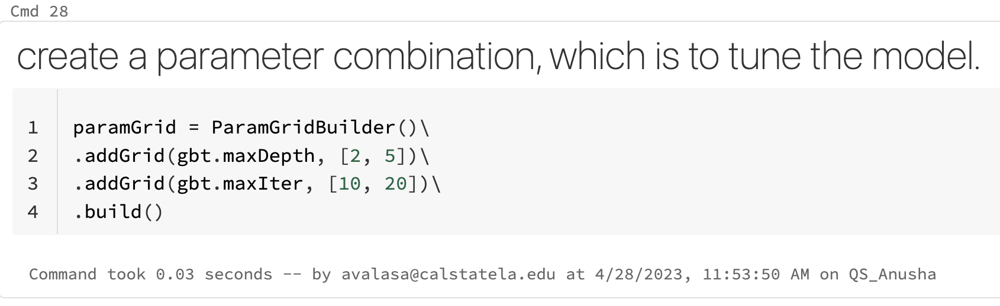 Cmd 28
create a parameter combination, which is to tune the model.
1 paramGrid = ParamGridBuilder()\
2 .addGrid(gbt.maxDepth, [2, 5])\
3 .addGrid(gbt.maxIter, [10, 20])\
4 .build()
Command took 0.03 seconds -- by avalasa@calstatela.edu at 4/28/2023, 11:53:50 AM on QS_Anusha